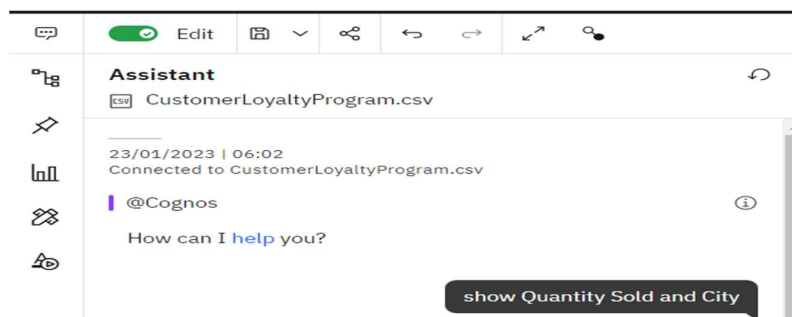 Edit
Assistant
CSV CustomerLoyaltyProgram.csv
23/01/2023 | 06:02
Connected to CustomerLoyaltyProgram.csv
@Cognos
How can I help you?
show Quantity Sold and City